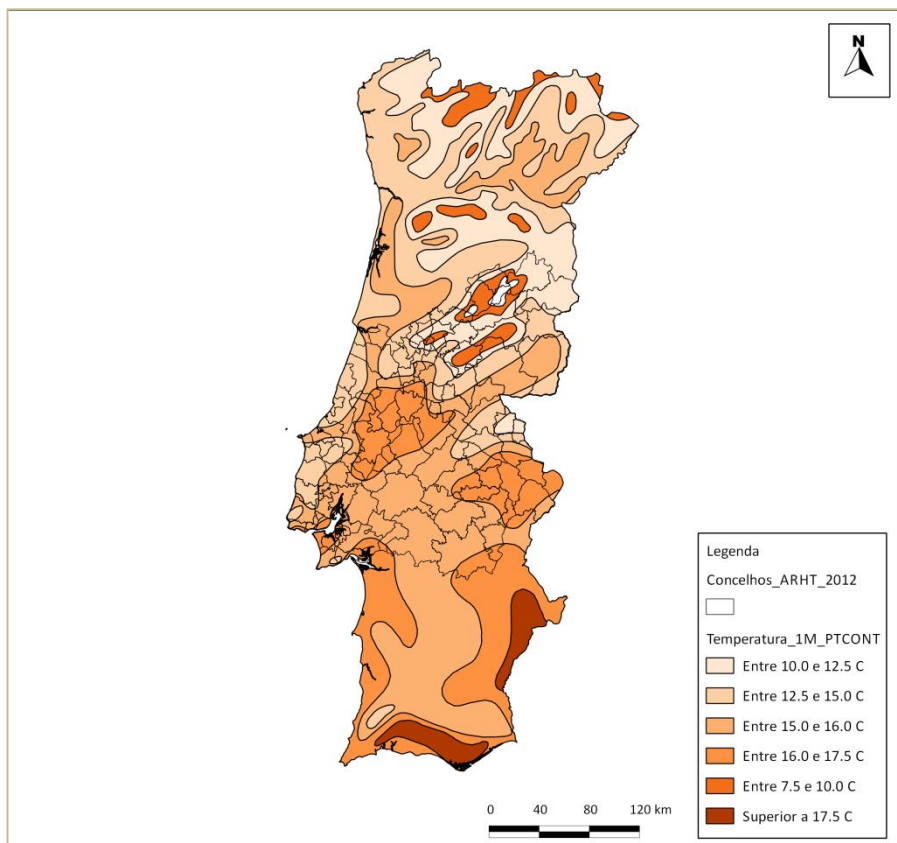 N
Legenda
Concelhos_ARHT_2012
Temperatura_1M_PTCONT
Entre 10.0 e 12.5 C
Entre 12.5 e 15.0 C
Entre 15.0 e 16.0 C
Entre 16.0 e 17.5 C
Entre 7.5 e 10.0 C
Superior a 17.5 C
0 40 80 120 km